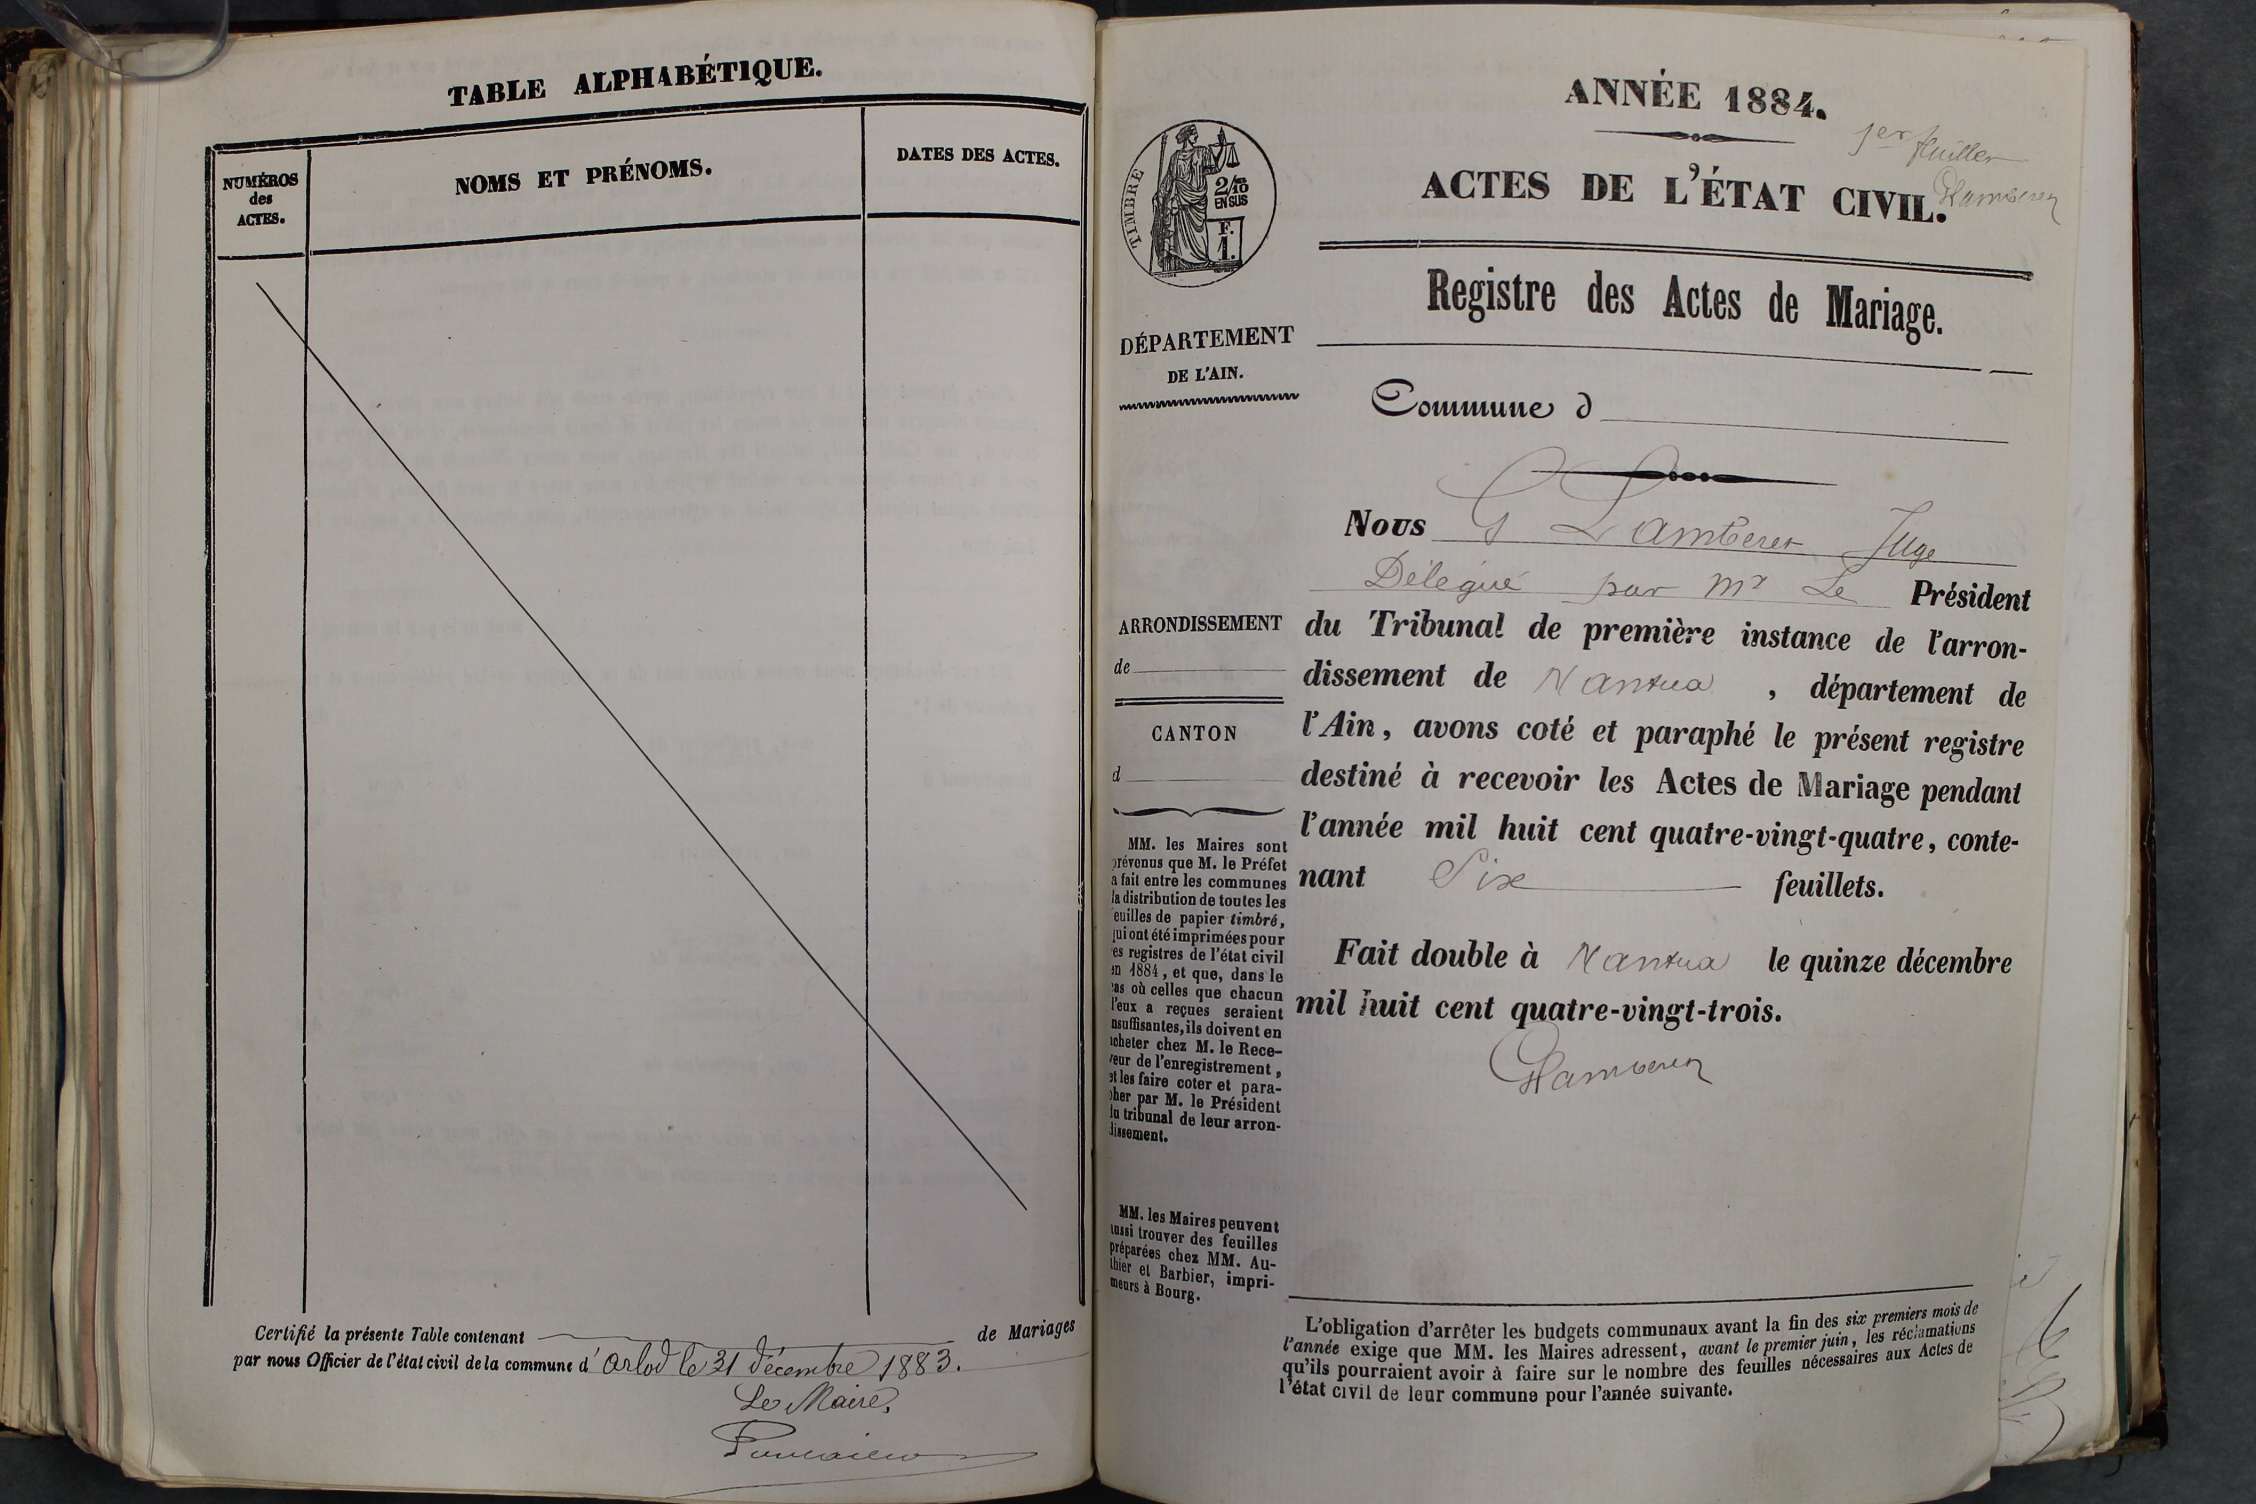 TABLE ALPHABÉTIQUE.
NUMÉROS
des
ACTES.
NOMS ET PRÉNOMS.
DATES DES ACTES.
Certifié la présente Table contenant de Mariages
par nous Officier de l'état civil de la commune d'Arlod le 31 décembre 1883.
Le Maire,
ANNÉE 1884.
1er feuillet
GLamberet
ACTES DE L'ÉTAT CIVIL.
TIMBRE
2/10
EN SUS
F.
1.
Registre des Actes de Mariage.
DÉPARTEMENT
DE L'AIN.
Commune d
Nous G Lamberet Juge
Délégué par Mr Le Président
du Tribunal de première instance de l'arron-
dissement de Nantua, département de
l'Ain, avons coté et paraphé le présent registre
destiné à recevoir les Actes de Mariage pendant
l'année mil huit cent quatre-vingt-quatre, conte-
nant Six feuillets.
Fait double à Nantua le quinze décembre
mil huit cent quatre-vingt-trois.
GLamberet
ARRONDISSEMENT
de
CANTON
d
MM. les Maires sont
prévenus que M. le Préfet
a fait entre les communes
la distribution de toutes les
feuilles de papier timbré,
qui ont été imprimées pour
les registres de l'état civil
en 1884, et que, dans le
cas où celles que chacun
d'eux a reçues seraient
insuffisantes, ils doivent en
acheter chez M. le Rece-
veur de l'enregistrement,
et les faire coter et para-
pher par M. le Président
du tribunal de leur arron-
dissement.
MM. les Maires peuvent
aussi trouver des feuilles
préparées chez MM. Au-
thier et Barbier, impri-
meurs à Bourg.
L'obligation d'arrêter les budgets communaux avant la fin des six premiers mois de
l'année exige que MM. les Maires adressent, avant le premier juin, les réclamations
qu'ils pourraient avoir à faire sur le nombre des feuilles nécessaires aux Actes de
l'état civil de leur commune pour l'année suivante.